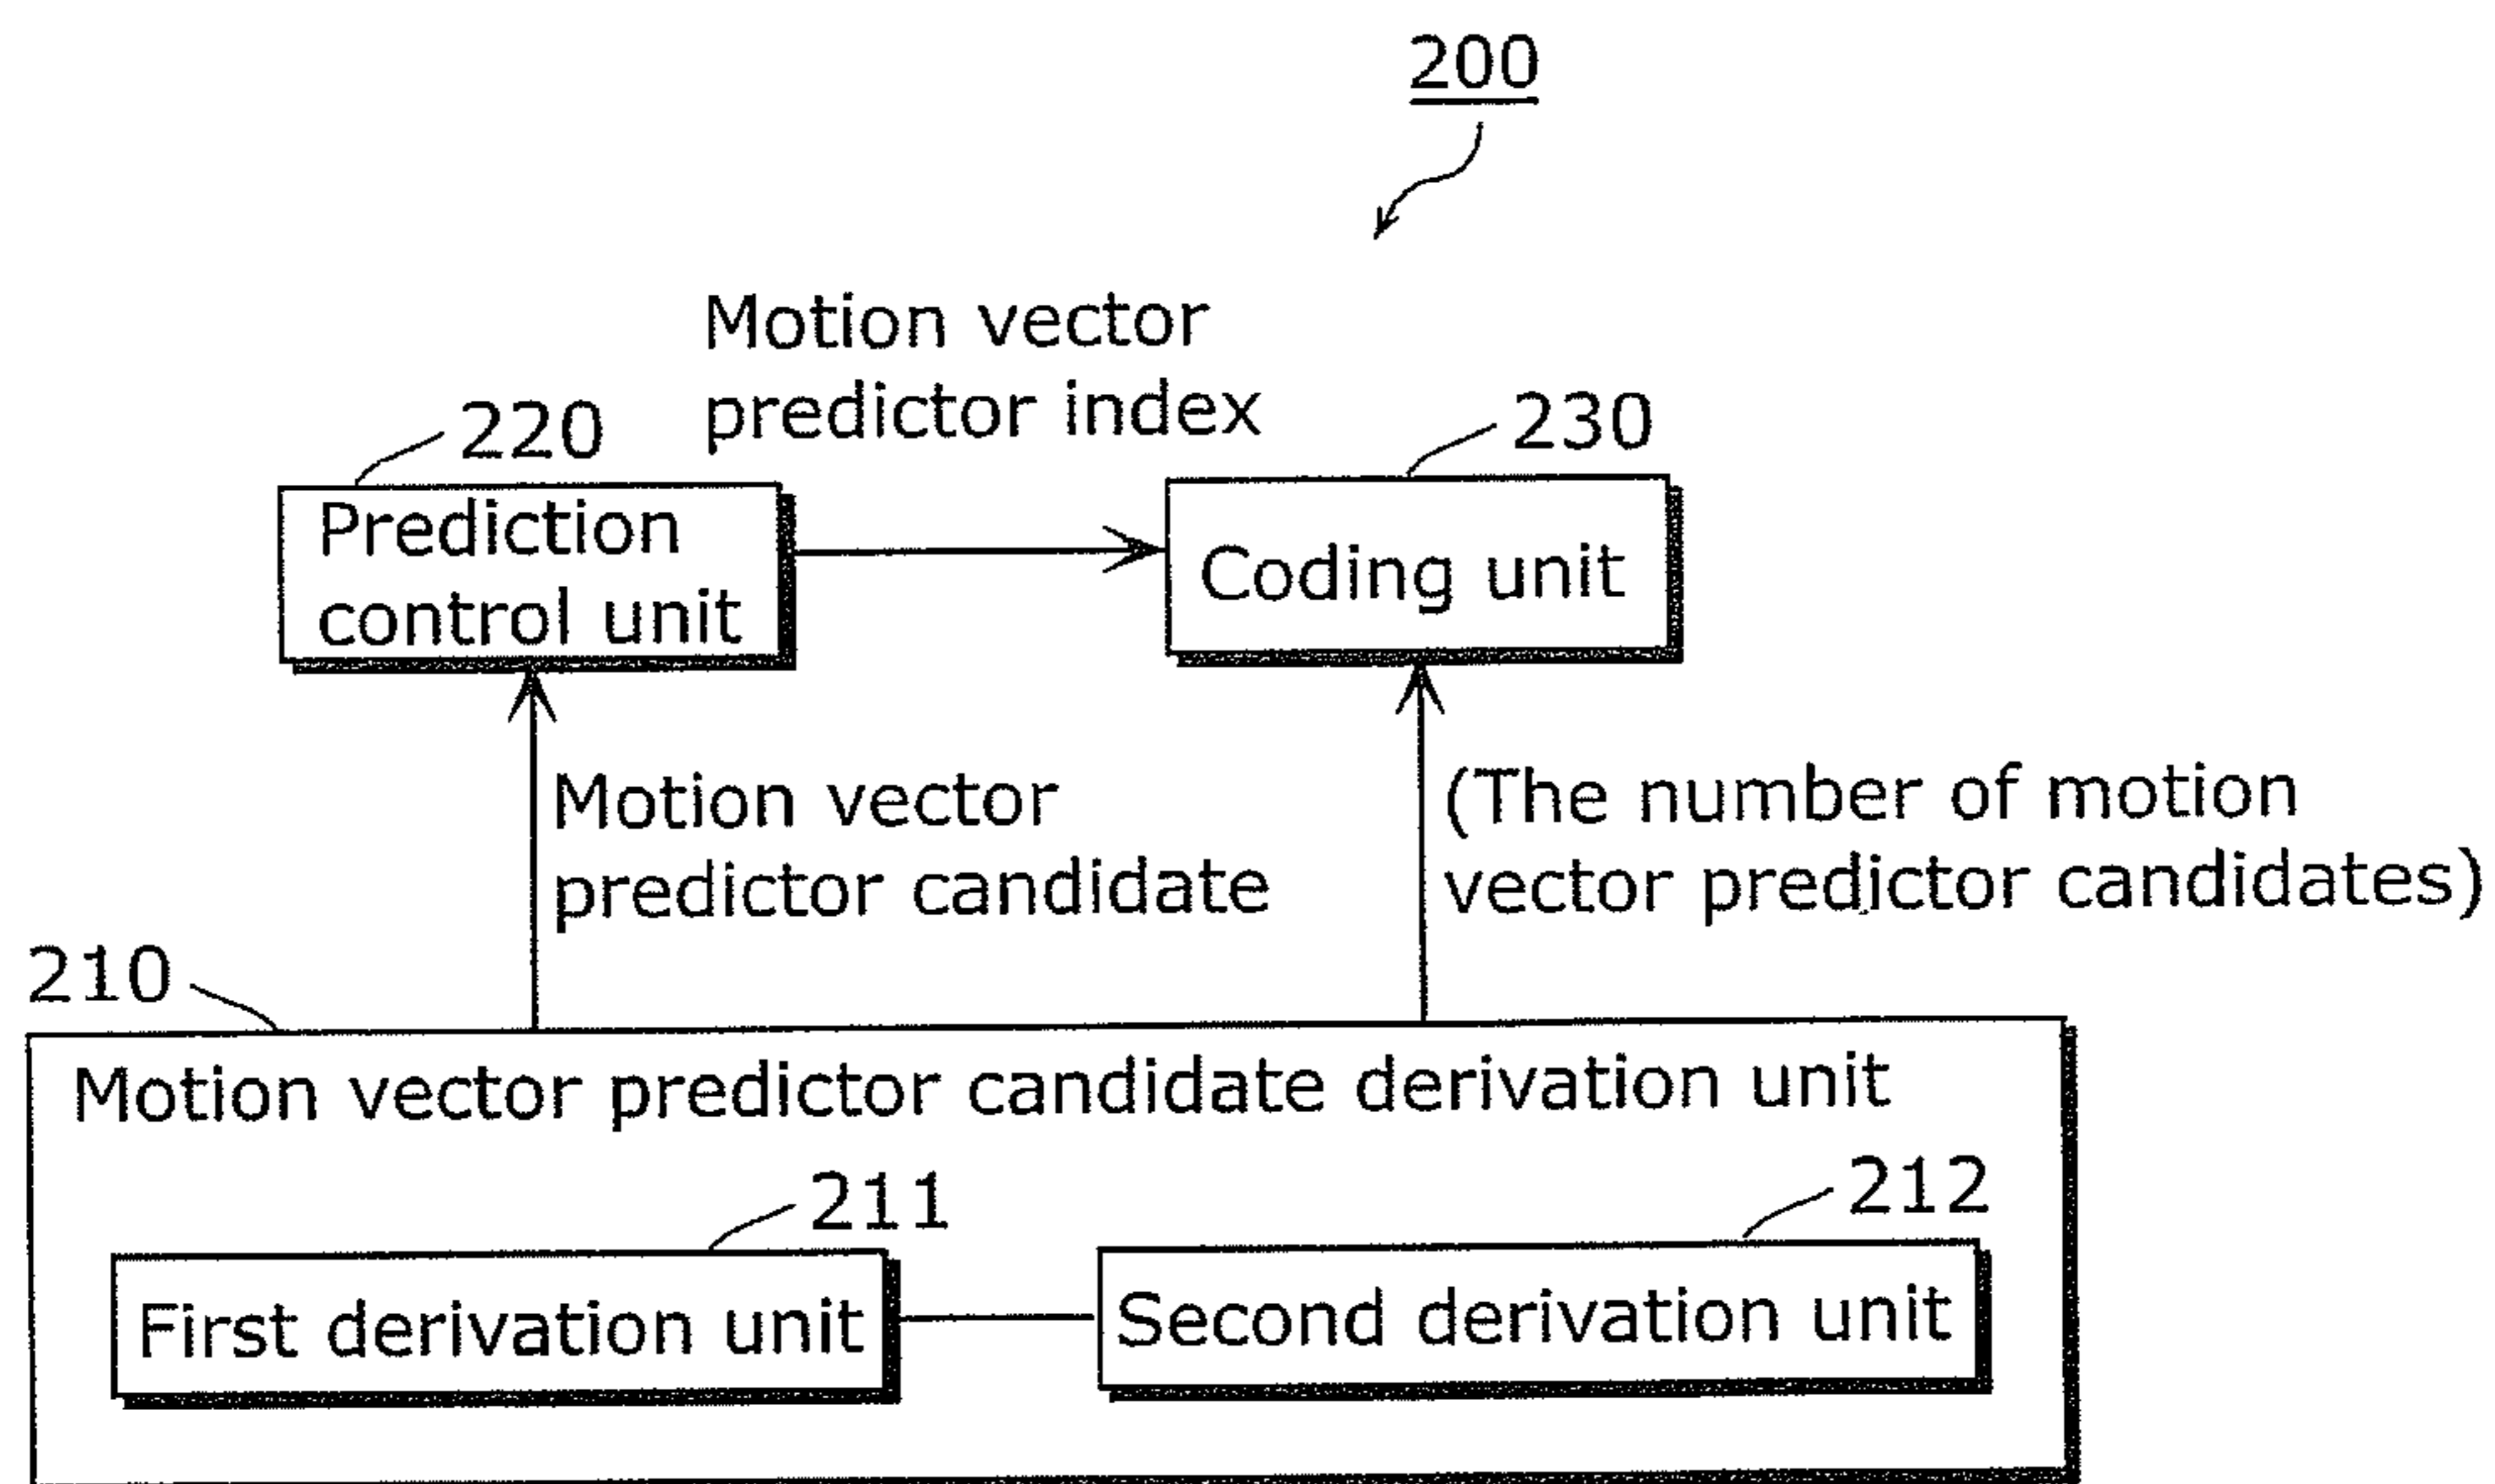 200
Motion vector
predictor index
220
230
Prediction
control unit
Coding unit
Motion vector
predictor candidate
(The number of motion
vector predictor candidates)
210
Motion vector predictor candidate derivation unit
211
212
First derivation unit
Second derivation unit